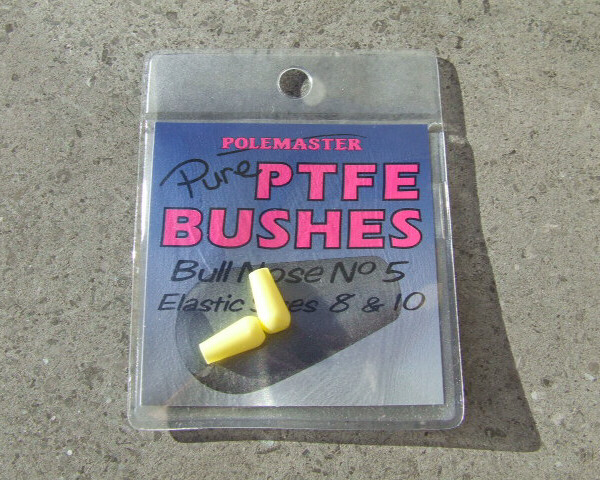 POLEMASTER
Pure PTFE
BUSHES
Bull Nose No 5
Elastic Sizes 8 & 10